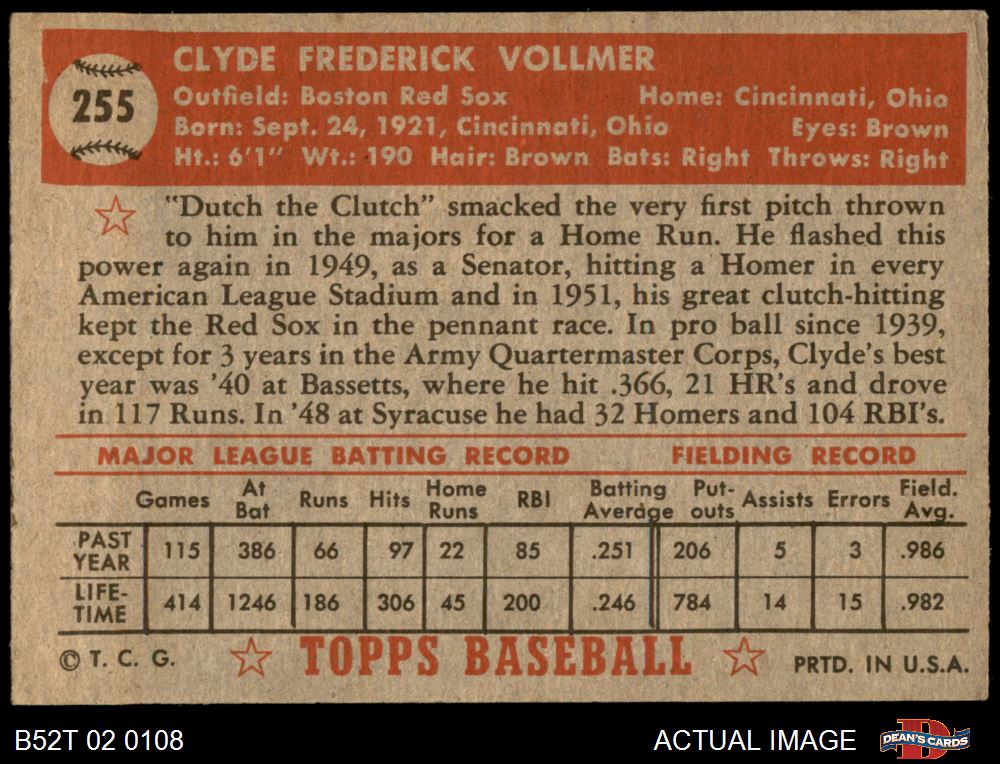 255
CLYDE FREDERICK VOLLMER
Outfield: Boston Red Sox Home: Cincinnati, Ohio
Born: Sept. 24, 1921, Cincinnati, Ohio Eyes: Brown
Ht.: 6'1" Wt.: 190 Hair: Brown Bats: Right Throws: Right
"Dutch the Clutch" smacked the very first pitch thrown
to him in the majors for a Home Run. He flashed this
power again in 1949, as a Senator, hitting a Homer in every
American League Stadium and in 1951, his great clutch-hitting
kept the Red Sox in the pennant race. In pro ball since 1939,
except for 3 years in the Army Quartermaster Corps, Clyde's best
year was '40 at Bassetts, where he hit .366, 21 HR's and drove
in 117 Runs. In '48 at Syracuse he had 32 Homers and 104 RBI's.
MAJOR LEAGUE BATTING RECORD FIELDING RECORD
Games At Bat Runs Hits Home Runs RBI Batting Average Put-outs Assists Errors Field. Avg.
PAST YEAR 115 386 66 97 22 85 .251 206 5 3 .986
LIFE-TIME 414 1246 186 306 45 200 .246 784 14 15 .982
© T. C. G. TOPPS BASEBALL PRTD. IN U.S.A.
B52T 02 0108 ACTUAL IMAGE DEAN'S CARDS